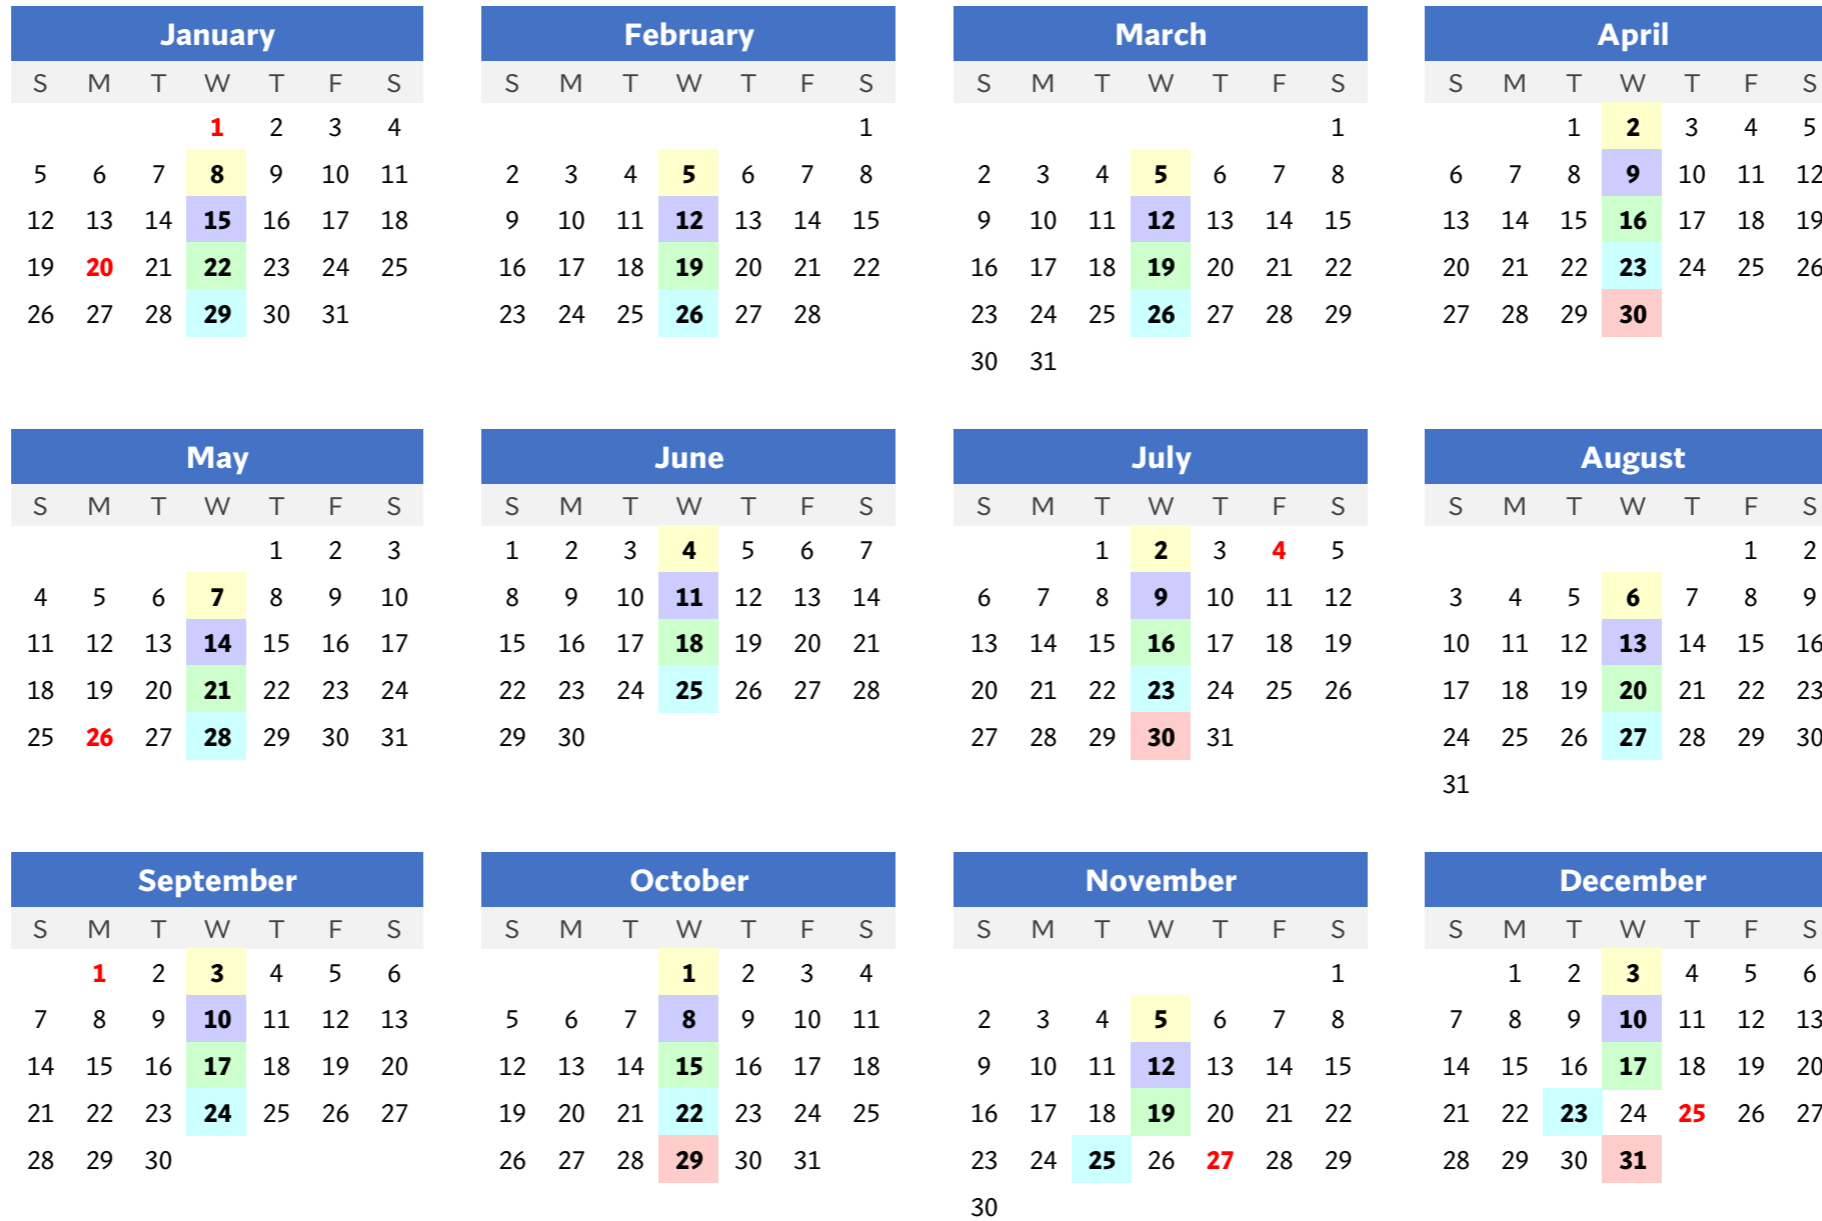 January February March April
S M T W T F S S M T W T F S S M T W T F S S M T W T F S
1 2 3 4 1 1 1 2 3 4 5
5 6 7 8 9 10 11 2 3 4 5 6 7 8 2 3 4 5 6 7 8 6 7 8 9 10 11 12
12 13 14 15 16 17 18 9 10 11 12 13 14 15 9 10 11 12 13 14 15 13 14 15 16 17 18 19
19 20 21 22 23 24 25 16 17 18 19 20 21 22 16 17 18 19 20 21 22 20 21 22 23 24 25 26
26 27 28 29 30 31 23 24 25 26 27 28 23 24 25 26 27 28 29 27 28 29 30
30 31
May June July August
S M T W T F S S M T W T F S S M T W T F S S M T W T F S
1 2 3 1 2 3 4 5 6 7 1 2 3 4 5 1 2
4 5 6 7 8 9 10 8 9 10 11 12 13 14 6 7 8 9 10 11 12 3 4 5 6 7 8 9
11 12 13 14 15 16 17 15 16 17 18 19 20 21 13 14 15 16 17 18 19 10 11 12 13 14 15 16
18 19 20 21 22 23 24 22 23 24 25 26 27 28 20 21 22 23 24 25 26 17 18 19 20 21 22 23
25 26 27 28 29 30 31 29 30 27 28 29 30 31 24 25 26 27 28 29 30
31
September October November December
S M T W T F S S M T W T F S S M T W T F S S M T W T F S
1 2 3 4 5 6 1 2 3 4 1 1 2 3 4 5 6
7 8 9 10 11 12 13 5 6 7 8 9 10 11 2 3 4 5 6 7 8 7 8 9 10 11 12 13
14 15 16 17 18 19 20 12 13 14 15 16 17 18 9 10 11 12 13 14 15 14 15 16 17 18 19 20
21 22 23 24 25 26 27 19 20 21 22 23 24 25 16 17 18 19 20 21 22 21 22 23 24 25 26 27
28 29 30 26 27 28 29 30 31 23 24 25 26 27 28 29 28 29 30 31
30